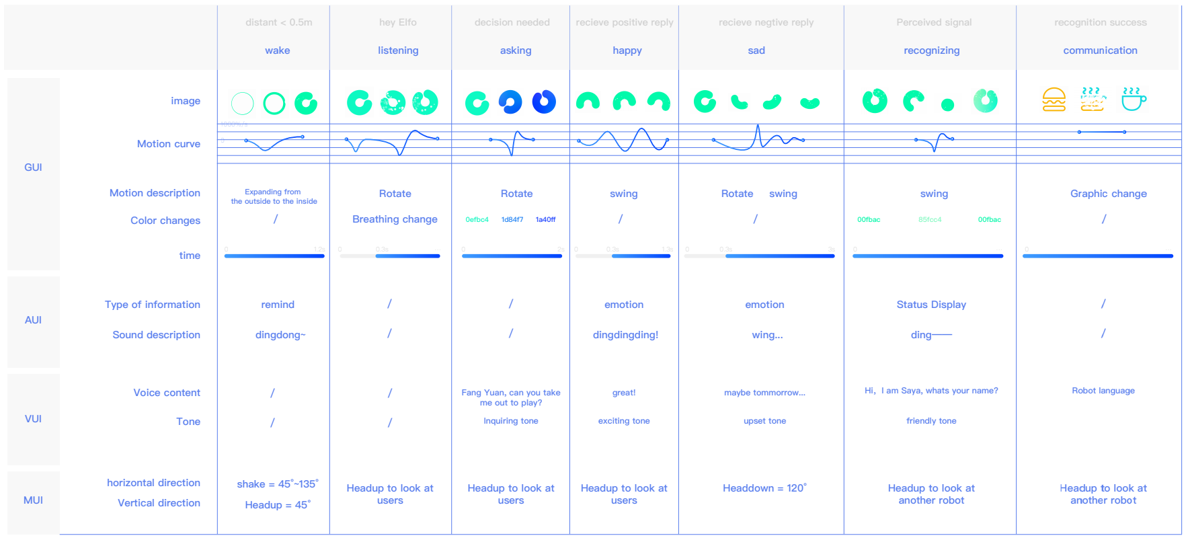 distant < 0.5m
hey Elfo
decision needed
recieve positive reply
recieve negtive reply
Perceived signal
recognition success
wake
listening
asking
happy
sad
recognizing
communication
GUI
image
Motion curve
Motion description
Expanding from
the outside to the inside
Rotate
Rotate
swing
Rotate swing
swing
Graphic change
Color changes
/
Breathing change
0efbc4 1d84f7 1a40ff
/
/
00fbac 85fcc4 00fbac
/
time
0 1.2s
0 0.3s
0 2s
0 0.3s 1.3s
0 0.3s 3s
0
0
AUI
Type of information
remind
/
/
emotion
emotion
Status Display
/
Sound description
dingdong~
/
/
dingdingding!
wing...
ding——
/
VUI
Voice content
/
/
Fang Yuan, can you take
me out to play?
great!
maybe tommorrow...
Hi, I am Saya, whats your name?
Robot language
Tone
/
/
Inquiring tone
exciting tone
upset tone
friendly tone
MUI
horizontal direction
Vertical direction
shake = 45°~135°
Headup = 45°
Headup to look at
users
Headup to look at
users
Headup to look at
users
Headdown = 120°
Headup to look at
another robot
Headup to look at
another robot